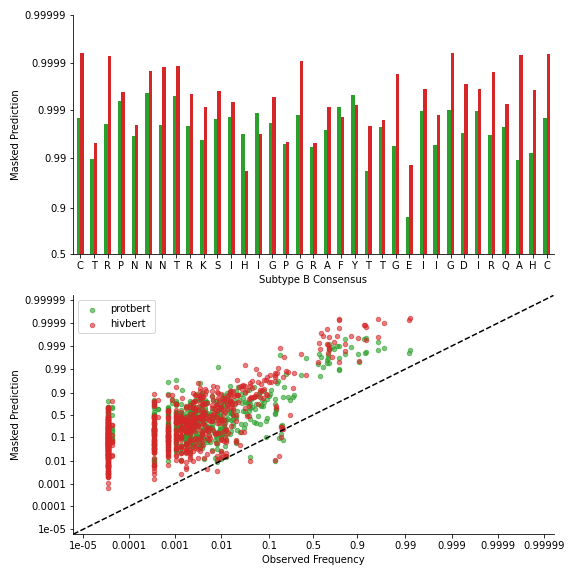 0.99999
0.9999
0.999
0.99
0.9
0.5
Masked Prediction
C T R P N N N T R K S I H I G P G R A F Y T T G E I I G D I R Q A H C
Subtype B Consensus
protbert
hivbert
0.99999
0.9999
0.999
0.99
0.9
0.5
0.1
0.01
0.001
0.0001
1e-05
Masked Prediction
1e-05 0.0001 0.001 0.01 0.1 0.5 0.9 0.99 0.999 0.9999 0.99999
Observed Frequency